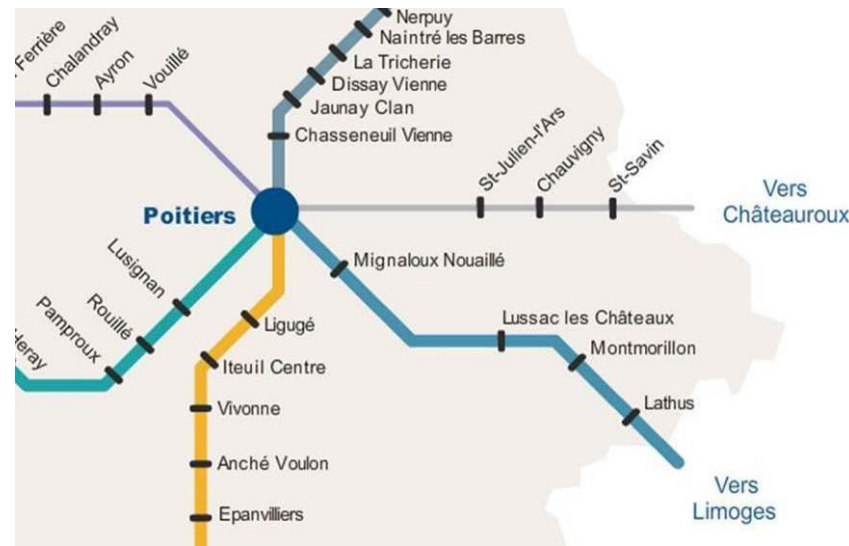 Ferrière
Chalandray
Ayron
Vouillé
Nerpuy
Naintré les Barres
La Tricherie
Dissay Vienne
Jaunay Clan
Chasseneuil Vienne
St-Julien-l'Ars
Chauvigny
St-Savin
Vers
Châteauroux
Poitiers
Mignaloux Nouaillé
Lusignan
Rouillé
Pamproux
Heray
Ligugé
Iteuil Centre
Vivonne
Anché Voulon
Epanvilliers
Lussac les Châteaux
Montmorillon
Lathus
Vers
Limoges